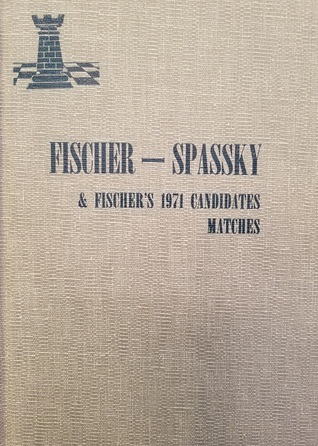 FISCHER — SPASSKY
& FISCHER'S 1971 CANDIDATES
MATCHES